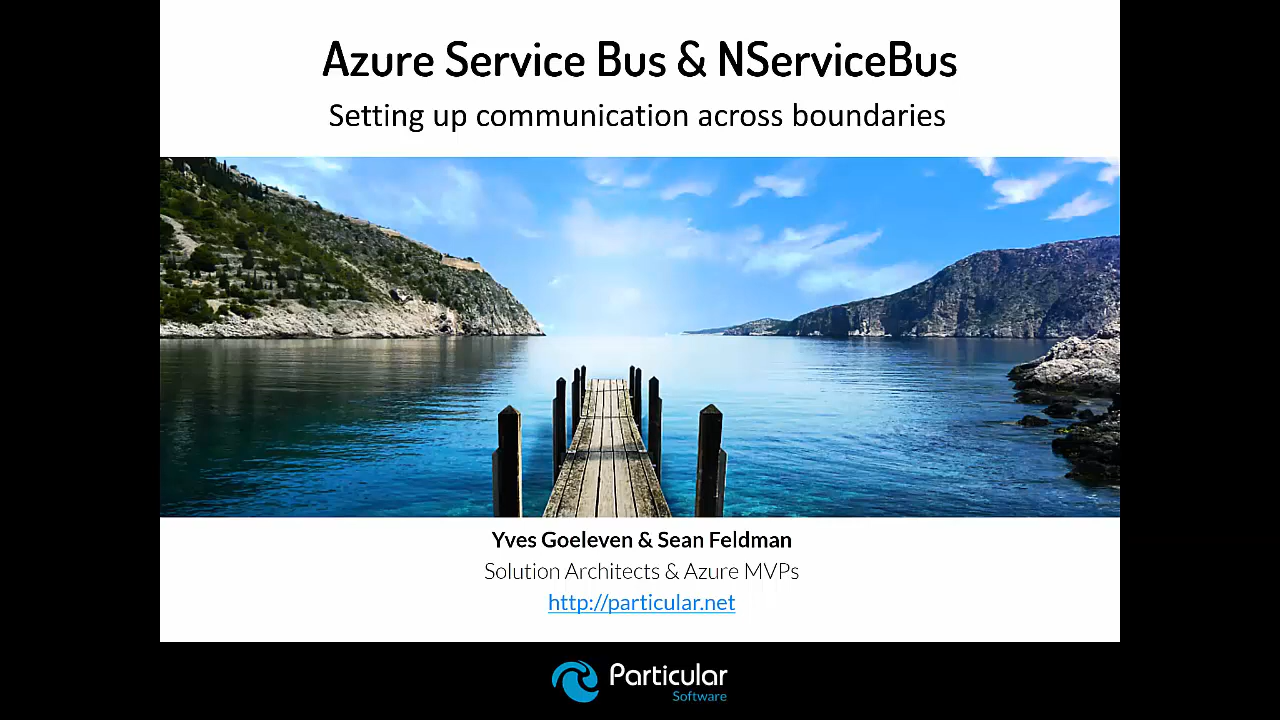 Azure Service Bus & NServiceBus
Setting up communication across boundaries
Yves Goeleven & Sean Feldman
Solution Architects & Azure MVPs
http://particular.net
Particular
Software